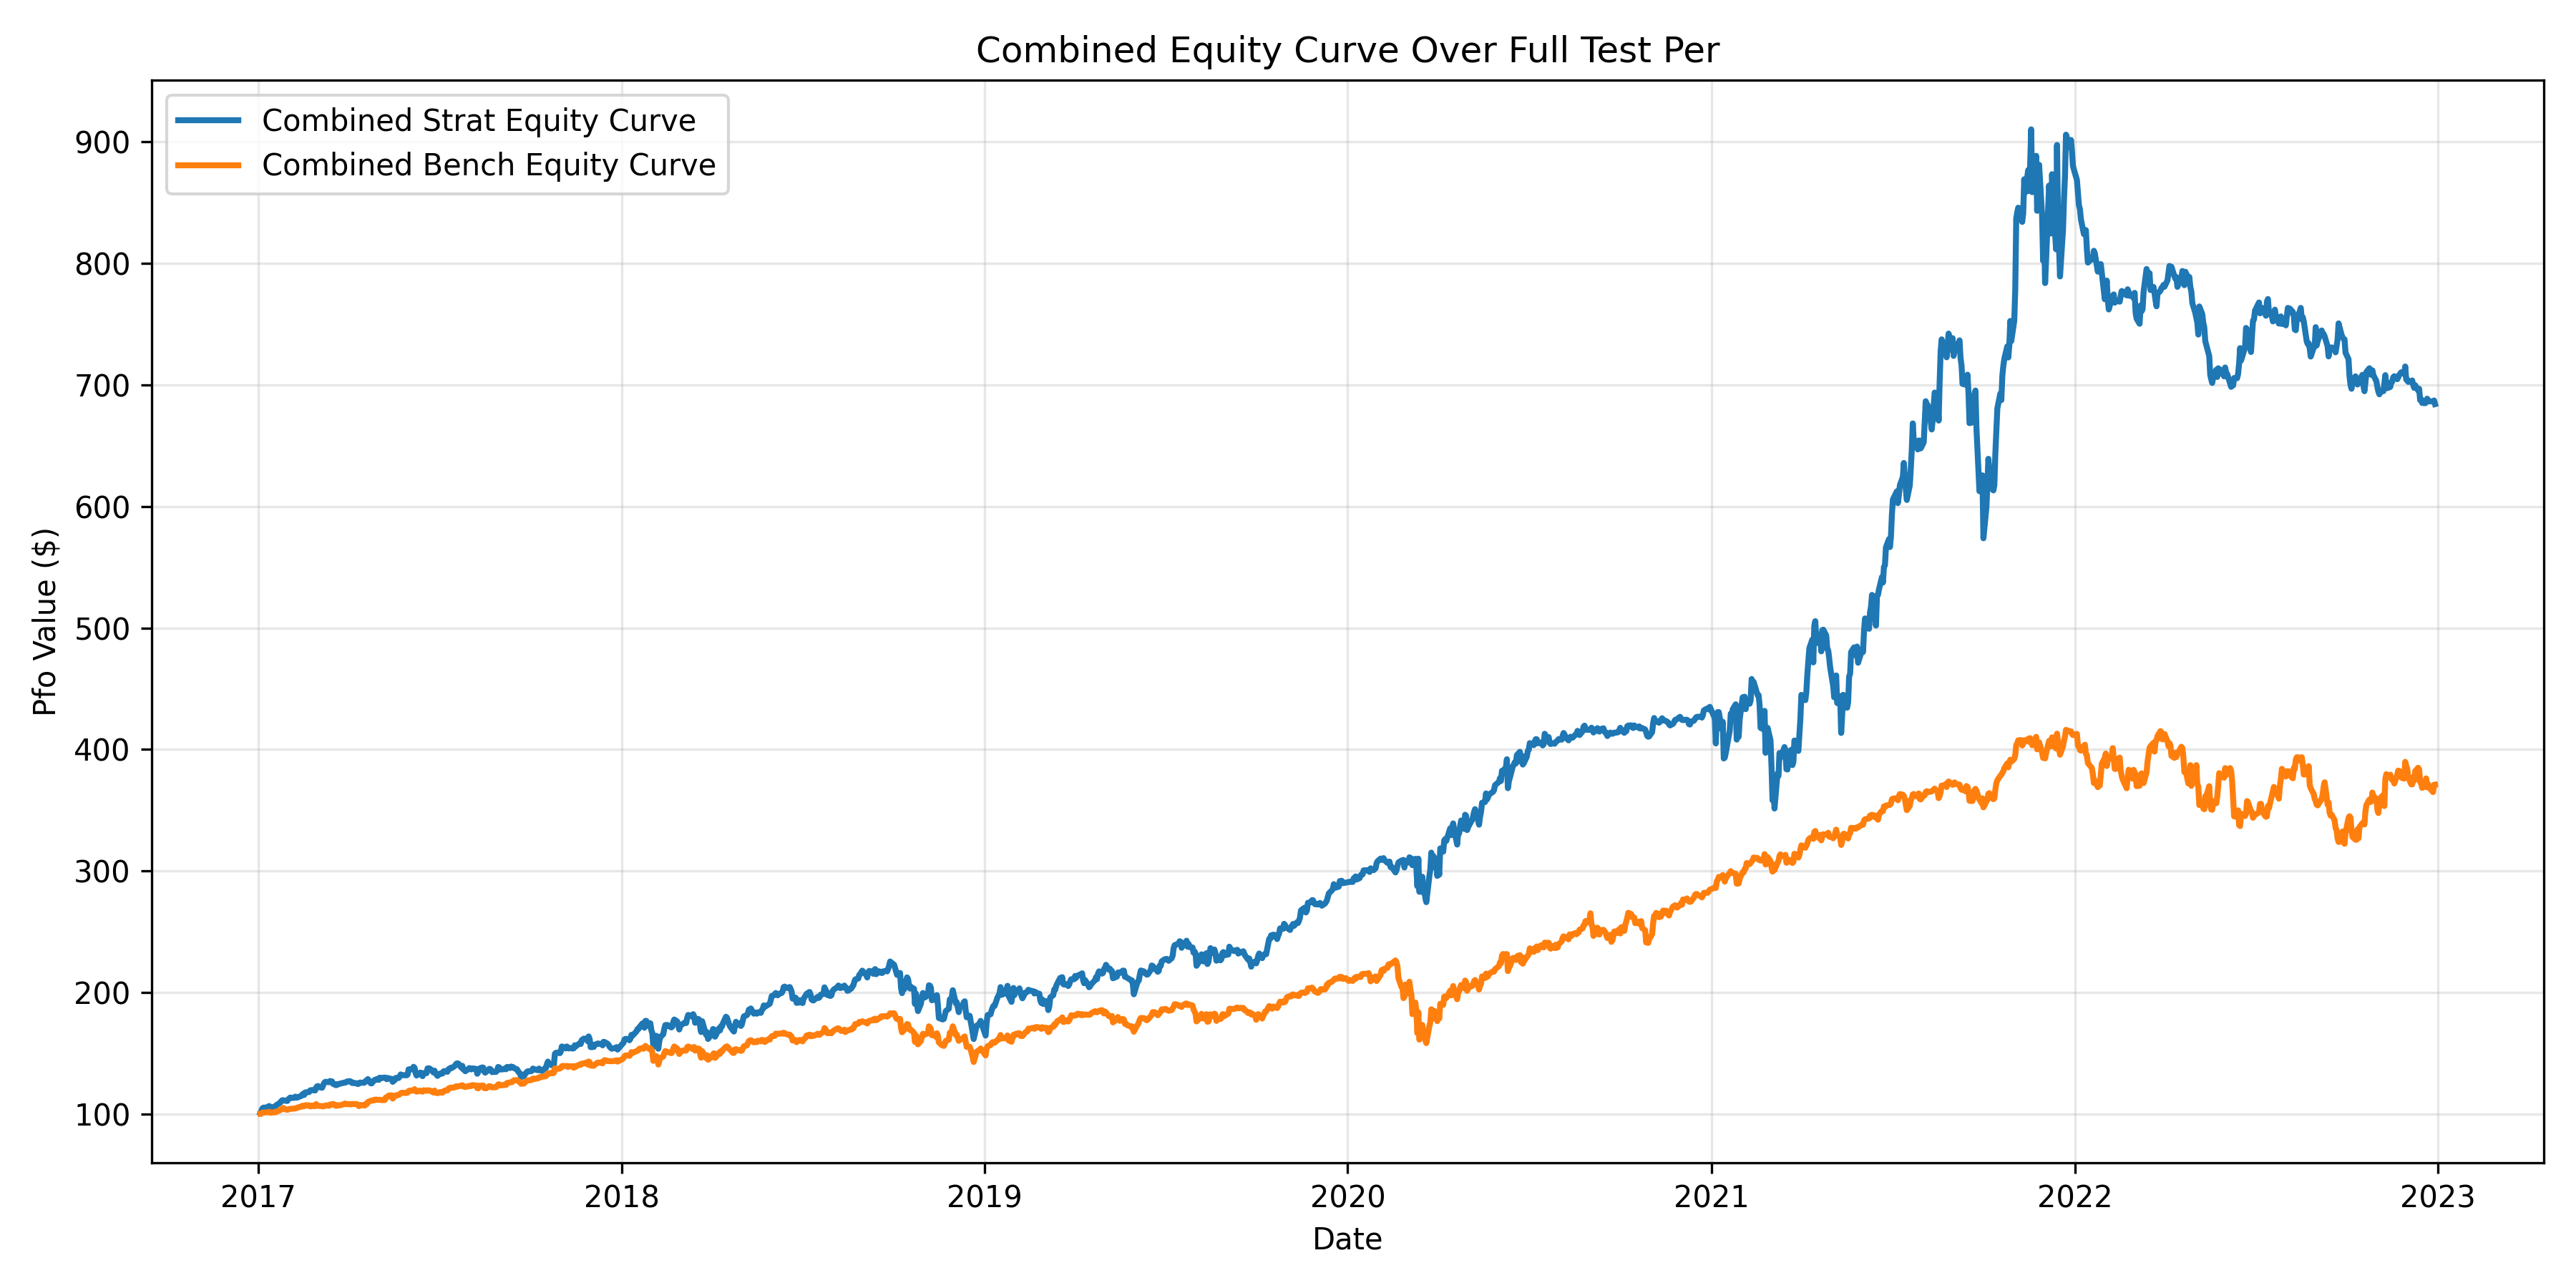 Combined Equity Curve Over Full Test Per
Combined Strat Equity Curve
Combined Bench Equity Curve
900
800
700
600
500
400
300
200
100
Pfo Value ($)
2017 2018 2019 2020 2021 2022 2023
Date